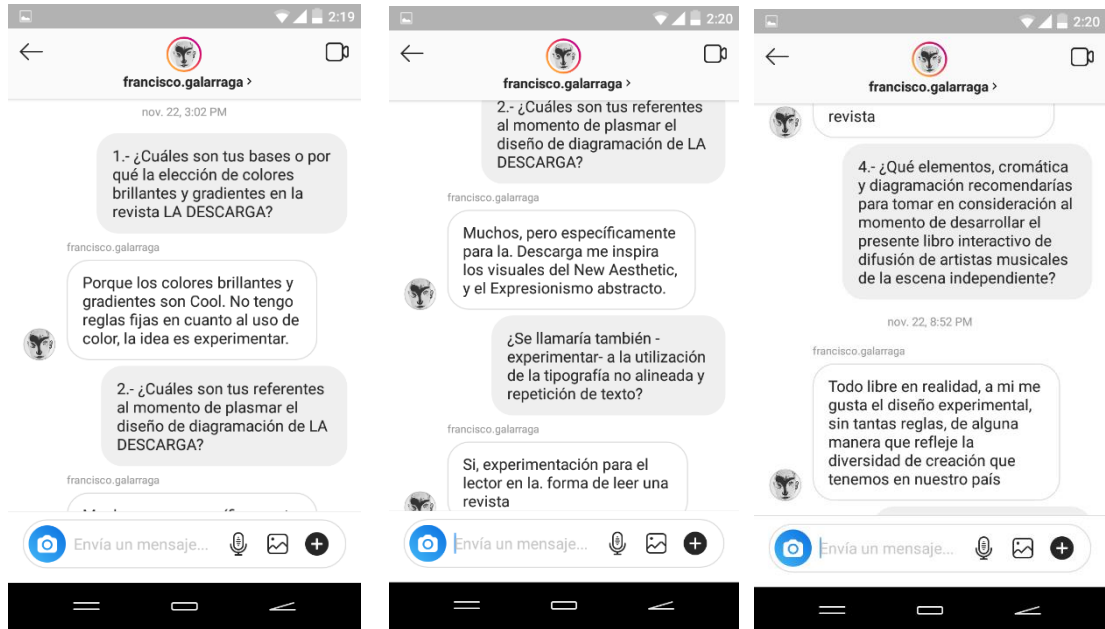 2:19
francisco.galarraga >
nov. 22, 3:02 PM
1.- ¿Cuáles son tus bases o por
qué la elección de colores
brillantes y gradientes en la
revista LA DESCARGA?
francisco.galarraga
Porque los colores brillantes y
gradientes son Cool. No tengo
reglas fijas en cuanto al uso de
color, la idea es experimentar.
2.- ¿Cuáles son tus referentes
al momento de plasmar el
diseño de diagramación de LA
DESCARGA?
francisco.galarraga
Envía un mensaje...
2:20
francisco.galarraga >
2.- ¿Cuáles son tus referentes
al momento de plasmar el
diseño de diagramación de LA
DESCARGA?
francisco.galarraga
Muchos, pero específicamente
para la. Descarga me inspira
los visuales del New Aesthetic,
y el Expresionismo abstracto.
¿Se llamaría también -
experimentar- a la utilización
de la tipografía no alineada y
repetición de texto?
francisco.galarraga
Si, experimentación para el
lector en la. forma de leer una
revista
Envía un mensaje...
2:20
francisco.galarraga >
revista
4.- ¿Qué elementos, cromática
y diagramación recomendarías
para tomar en consideración al
momento de desarrollar el
presente libro interactivo de
difusión de artistas musicales
de la escena independiente?
nov. 22, 8:52 PM
francisco.galarraga
Todo libre en realidad, a mi me
gusta el diseño experimental,
sin tantas reglas, de alguna
manera que refleje la
diversidad de creación que
tenemos en nuestro país
Envía un mensaje...